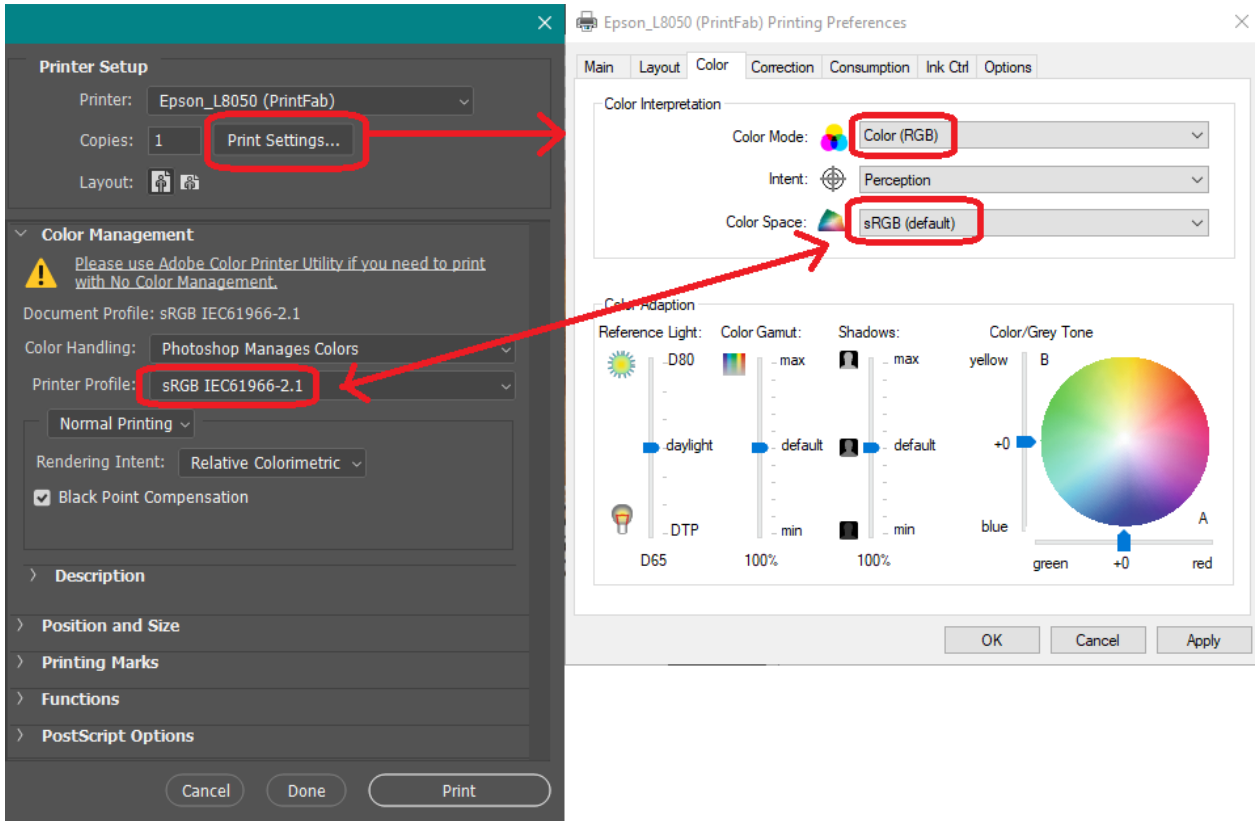 Printer Setup
Printer: Epson_L8050 (PrintFab)
Copies: 1 Print Settings...
Layout:
Color Management
Please use Adobe Color Printer Utility if you need to print
with No Color Management.
Document Profile: sRGB IEC61966-2.1
Color Handling: Photoshop Manages Colors
Printer Profile: sRGB IEC61966-2.1
Normal Printing
Rendering Intent: Relative Colorimetric
Black Point Compensation
Description
Position and Size
Printing Marks
Functions
PostScript Options
Cancel Done Print
Epson_L8050 (PrintFab) Printing Preferences
Main Layout Color Correction Consumption Ink Ctrl Options
Color Interpretation
Color Mode: Color (RGB)
Intent: Perception
Color Space: sRGB (default)
Color Adaption
Reference Light: Color Gamut: Shadows: Color/Grey Tone
D80 max max yellow B
daylight default default +0
DTP min min blue A
D65 100% 100% green +0 red
OK Cancel Apply